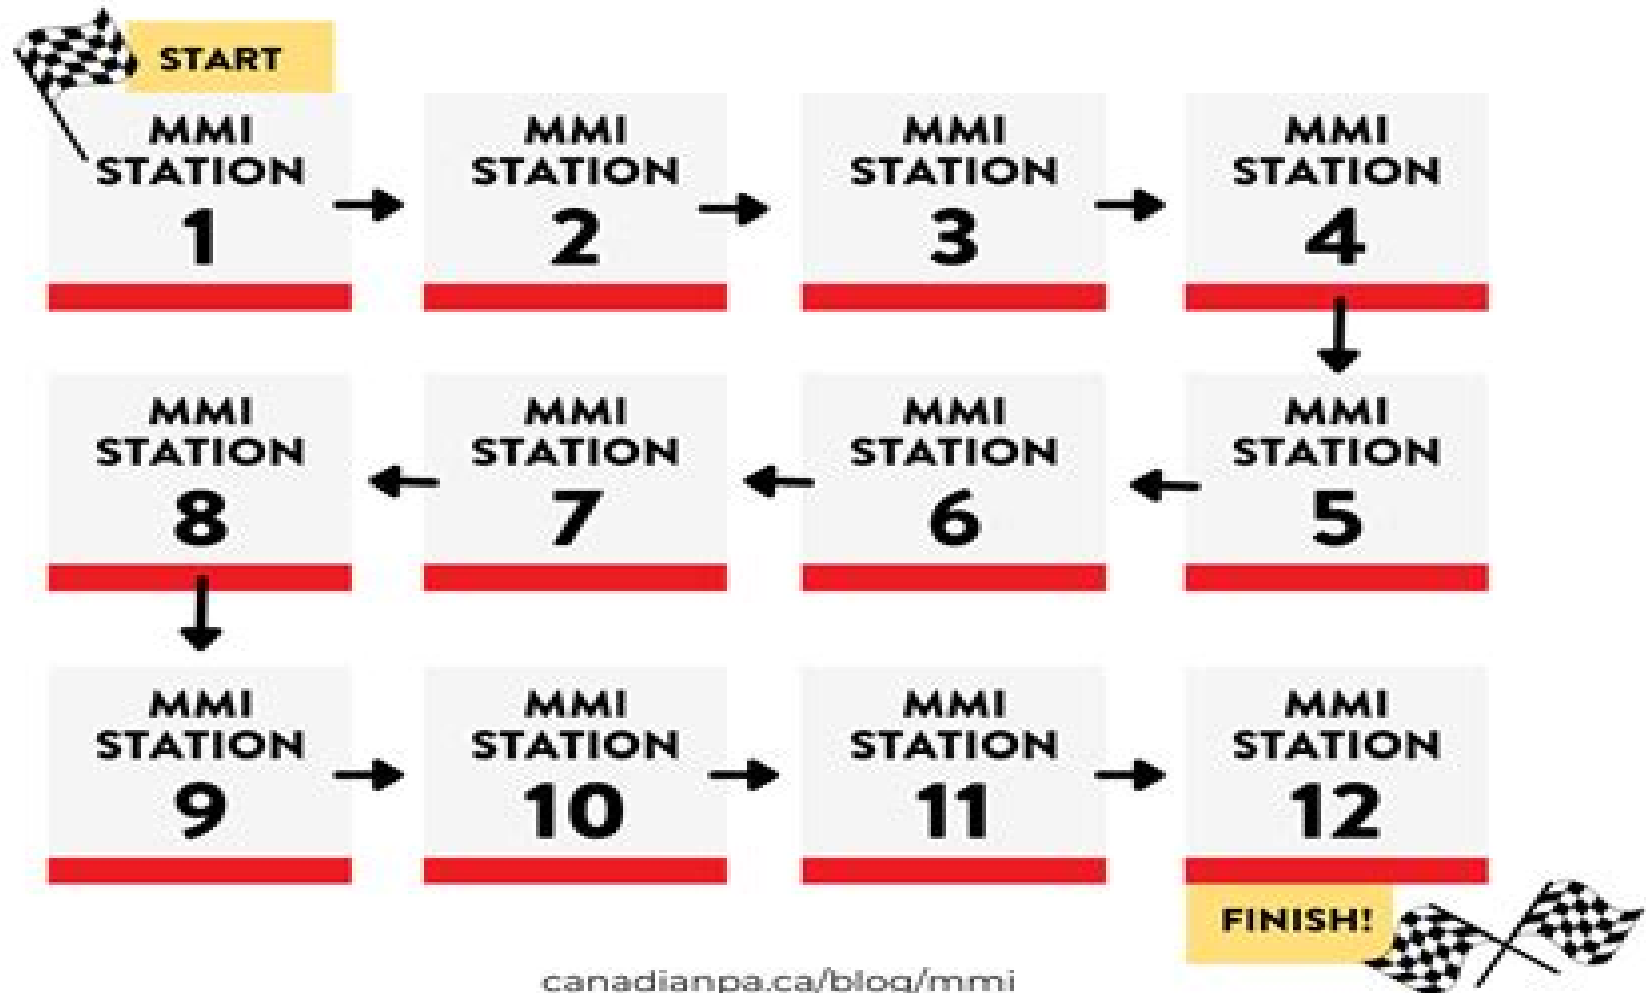 START
MMI
STATION
1
MMI
STATION
2
MMI
STATION
3
MMI
STATION
4
MMI
STATION
5
MMI
STATION
6
MMI
STATION
7
MMI
STATION
8
MMI
STATION
9
MMI
STATION
10
MMI
STATION
11
MMI
STATION
12
FINISH!
canadianpa.ca/blog/mmi